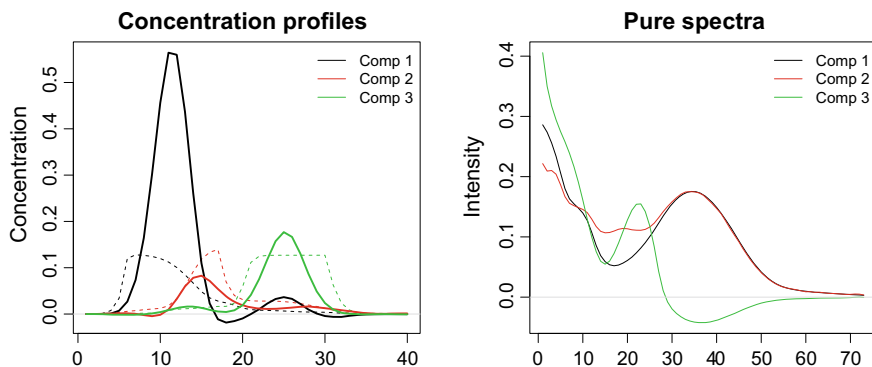 Concentration profiles
Concentration
0.0
0.1
0.2
0.3
0.4
0.5
0
10
20
30
40
Comp 1
Comp 2
Comp 3
Pure spectra
Intensity
0.0
0.1
0.2
0.3
0.4
0
10
20
30
40
50
60
70
Comp 1
Comp 2
Comp 3